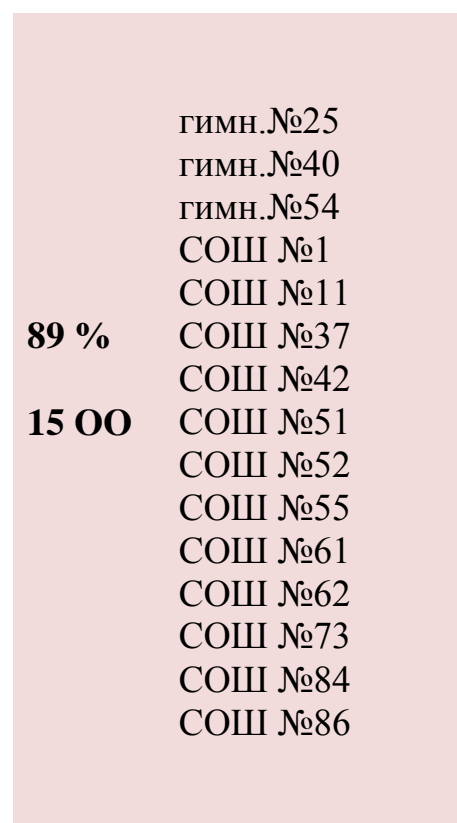 гимн.№25
гимн.№40
гимн.№54
СОШ №1
СОШ №11
89 % СОШ №37
СОШ №42
15 ОО СОШ №51
СОШ №52
СОШ №55
СОШ №61
СОШ №62
СОШ №73
СОШ №84
СОШ №86